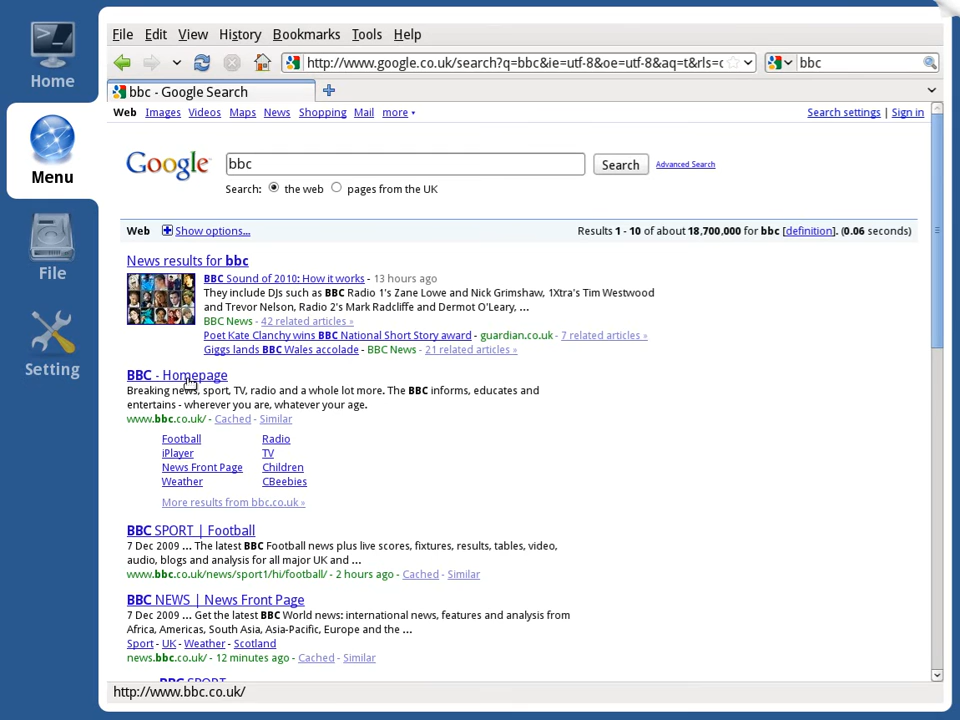 Home
Menu
File
Setting
File Edit View History Bookmarks Tools Help
http://www.google.co.uk/search?q=bbc&ie=utf-8&oe=utf-8&aq=t&rls=c
bbc
bbc - Google Search
Web Images Videos Maps News Shopping Mail more
Search settings | Sign in
Google
bbc
Search
Advanced Search
Search: the web pages from the UK
Web Show options...
Results 1 - 10 of about 18,700,000 for bbc [definition]. (0.06 seconds)
News results for bbc
BBC Sound of 2010: How it works - 13 hours ago
They include DJs such as BBC Radio 1's Zane Lowe and Nick Grimshaw, 1Xtra's Tim Westwood
and Trevor Nelson, Radio 2's Mark Radcliffe and Dermot O'Leary, ...
BBC News - 42 related articles »
Poet Kate Clanchy wins BBC National Short Story award - guardian.co.uk - 7 related articles »
Giggs lands BBC Wales accolade - BBC News - 21 related articles »
BBC - Homepage
Breaking news, sport, TV, radio and a whole lot more. The BBC informs, educates and
entertains - wherever you are, whatever your age.
www.bbc.co.uk/ - Cached - Similar
Football Radio
iPlayer TV
News Front Page Children
Weather CBeebies
More results from bbc.co.uk »
BBC SPORT | Football
7 Dec 2009 ... The latest BBC Football news plus live scores, fixtures, results, tables, video,
audio, blogs and analysis for all major UK and ...
www.bbc.co.uk/news/sport1/hi/football/ - 2 hours ago - Cached - Similar
BBC NEWS | News Front Page
7 Dec 2009 ... Get the latest BBC World news: international news, features and analysis from
Africa, Americas, South Asia, Asia-Pacific, Europe and the ...
Sport - UK - Weather - Scotland
news.bbc.co.uk/ - 12 minutes ago - Cached - Similar
BBC SPORT
http://www.bbc.co.uk/